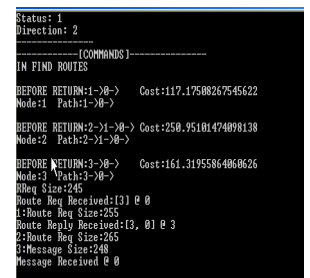 Status: 1
Direction: 2
---------------
------------[COMMANDS]---------------
IN FIND ROUTES
BEFORE RETURN:1->0-> Cost:117.17508267545622
Node:1 Path:1->0->
BEFORE RETURN:2->1->0-> Cost:250.95101474098138
Node:2 Path:2->1->0->
BEFORE RETURN:3->0-> Cost:161.31955864060626
Node:3 Path:3->0->
RReq Size:245
Route Req Received:[3] @ 0
1:Route Req Size:255
Route Reply Received:[3, 0] @ 3
2:Route Req Size:265
3:Message Size:248
Message Received @ 0